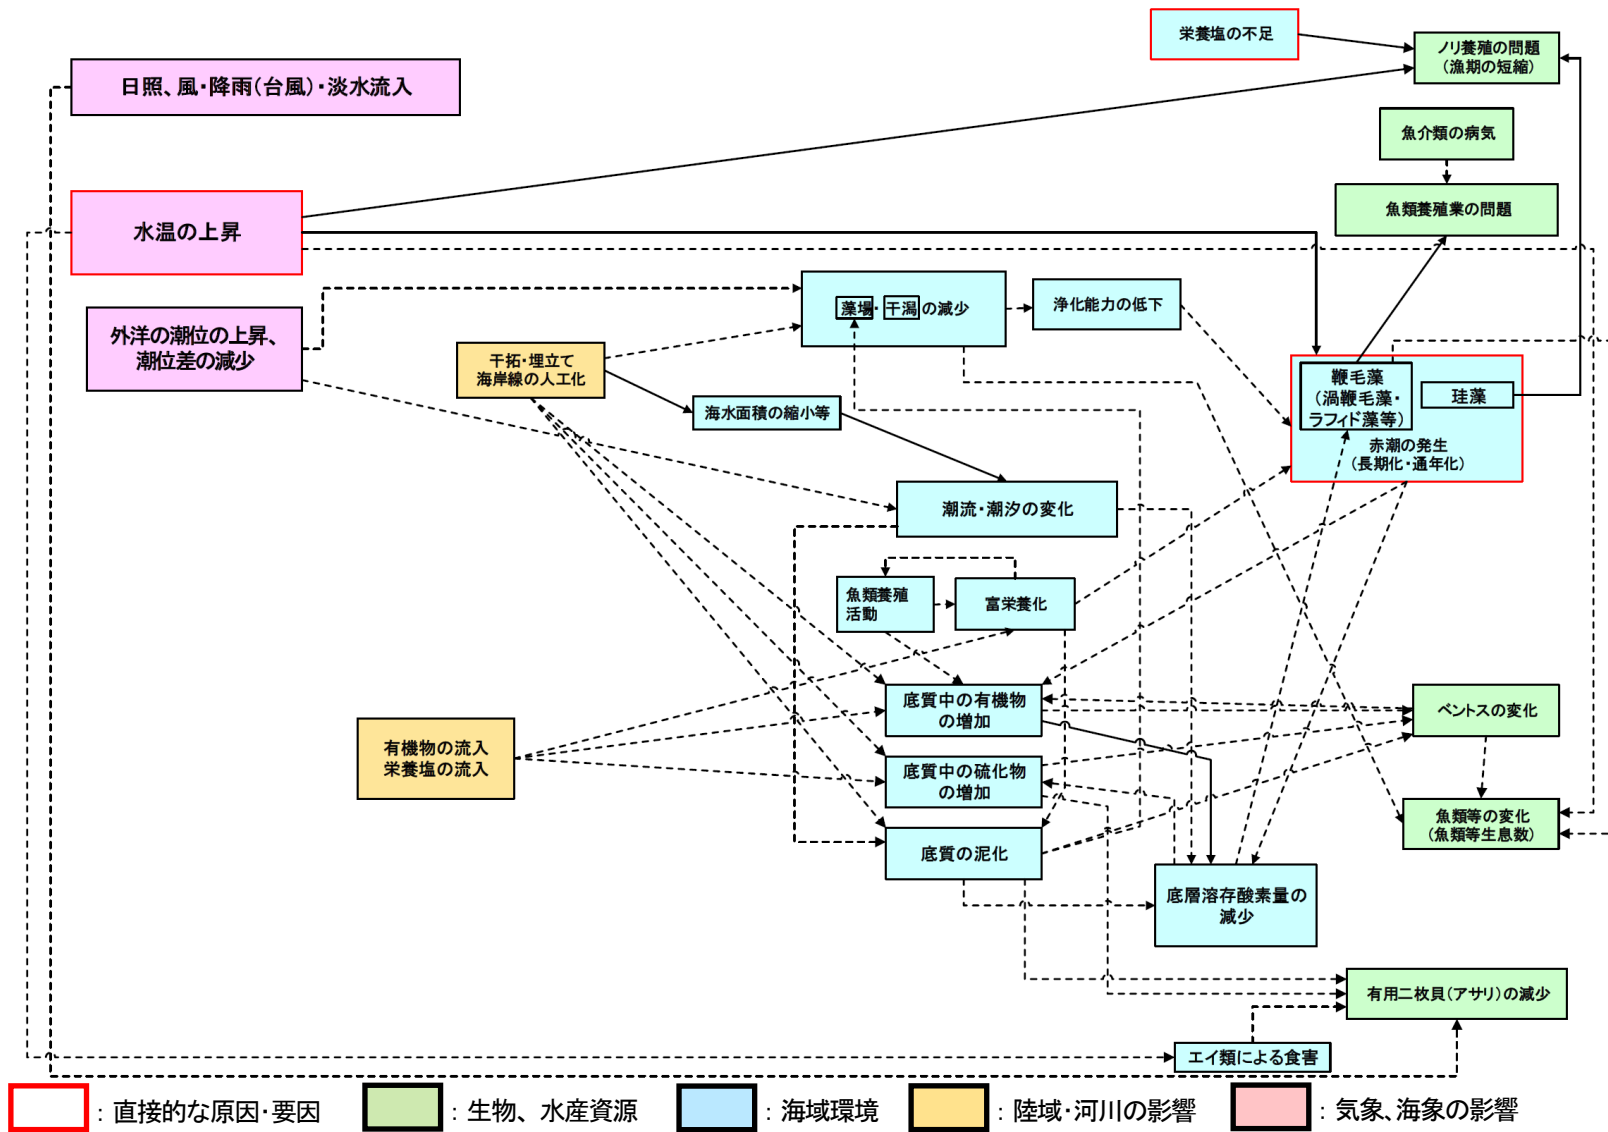 栄養塩の不足
ノリ養殖の問題
（漁期の短縮）
日照、風・降雨（台風）・淡水流入
魚介類の病気
魚類養殖業の問題
水温の上昇
藻場・干潟の減少
浄化能力の低下
外洋の潮位の上昇、
潮位差の減少
干拓・埋立て
海岸線の人工化
海水面積の縮小等
鞭毛藻
（渦鞭毛藻・
ラフィド藻等）
珪藻
赤潮の発生
（長期化・通年化）
潮流・潮汐の変化
魚類養殖
活動
富栄養化
底質中の有機物
の増加
ベントスの変化
有機物の流入
栄養塩の流入
底質中の硫化物
の増加
魚類等の変化
（魚類等生息数）
底質の泥化
底層溶存酸素量の
減少
有用二枚貝（アサリ）の減少
エイ類による食害
：直接的な原因・要因
：生物、水産資源
：海域環境
：陸域・河川の影響
：気象、海象の影響